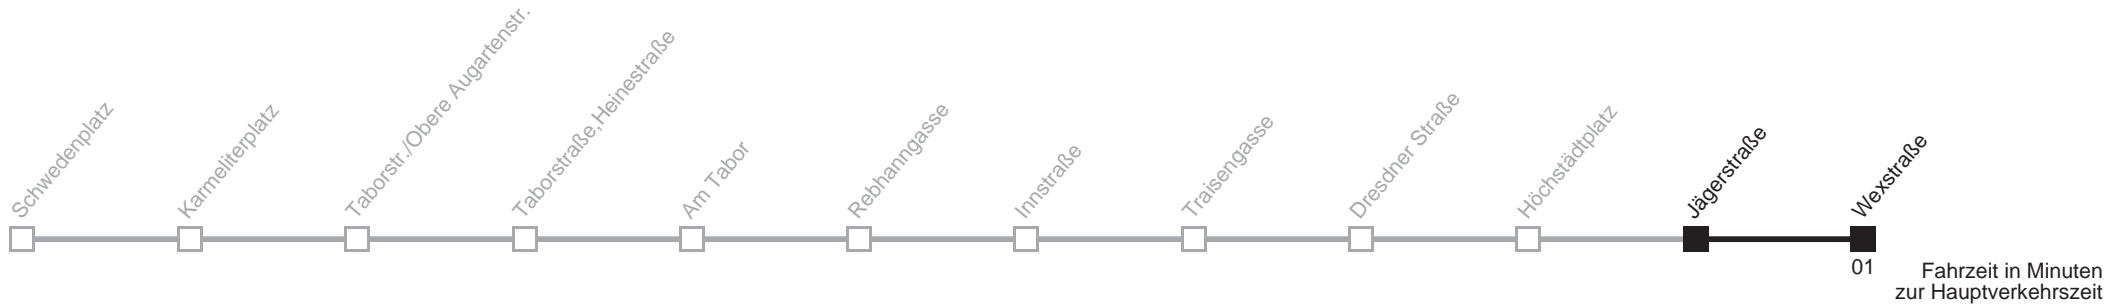 Schwedenplatz
Karmeliterplatz
Taborstr./Obere Augartenstr.
Taborstraße,Heinestraße
Am Tabor
Rebhanngasse
Innstraße
Traisengasse
Dresdner Straße
Höchstädtplatz
Jägerstraße
Wexstraße
01
Fahrzeit in Minuten
zur Hauptverkehrszeit